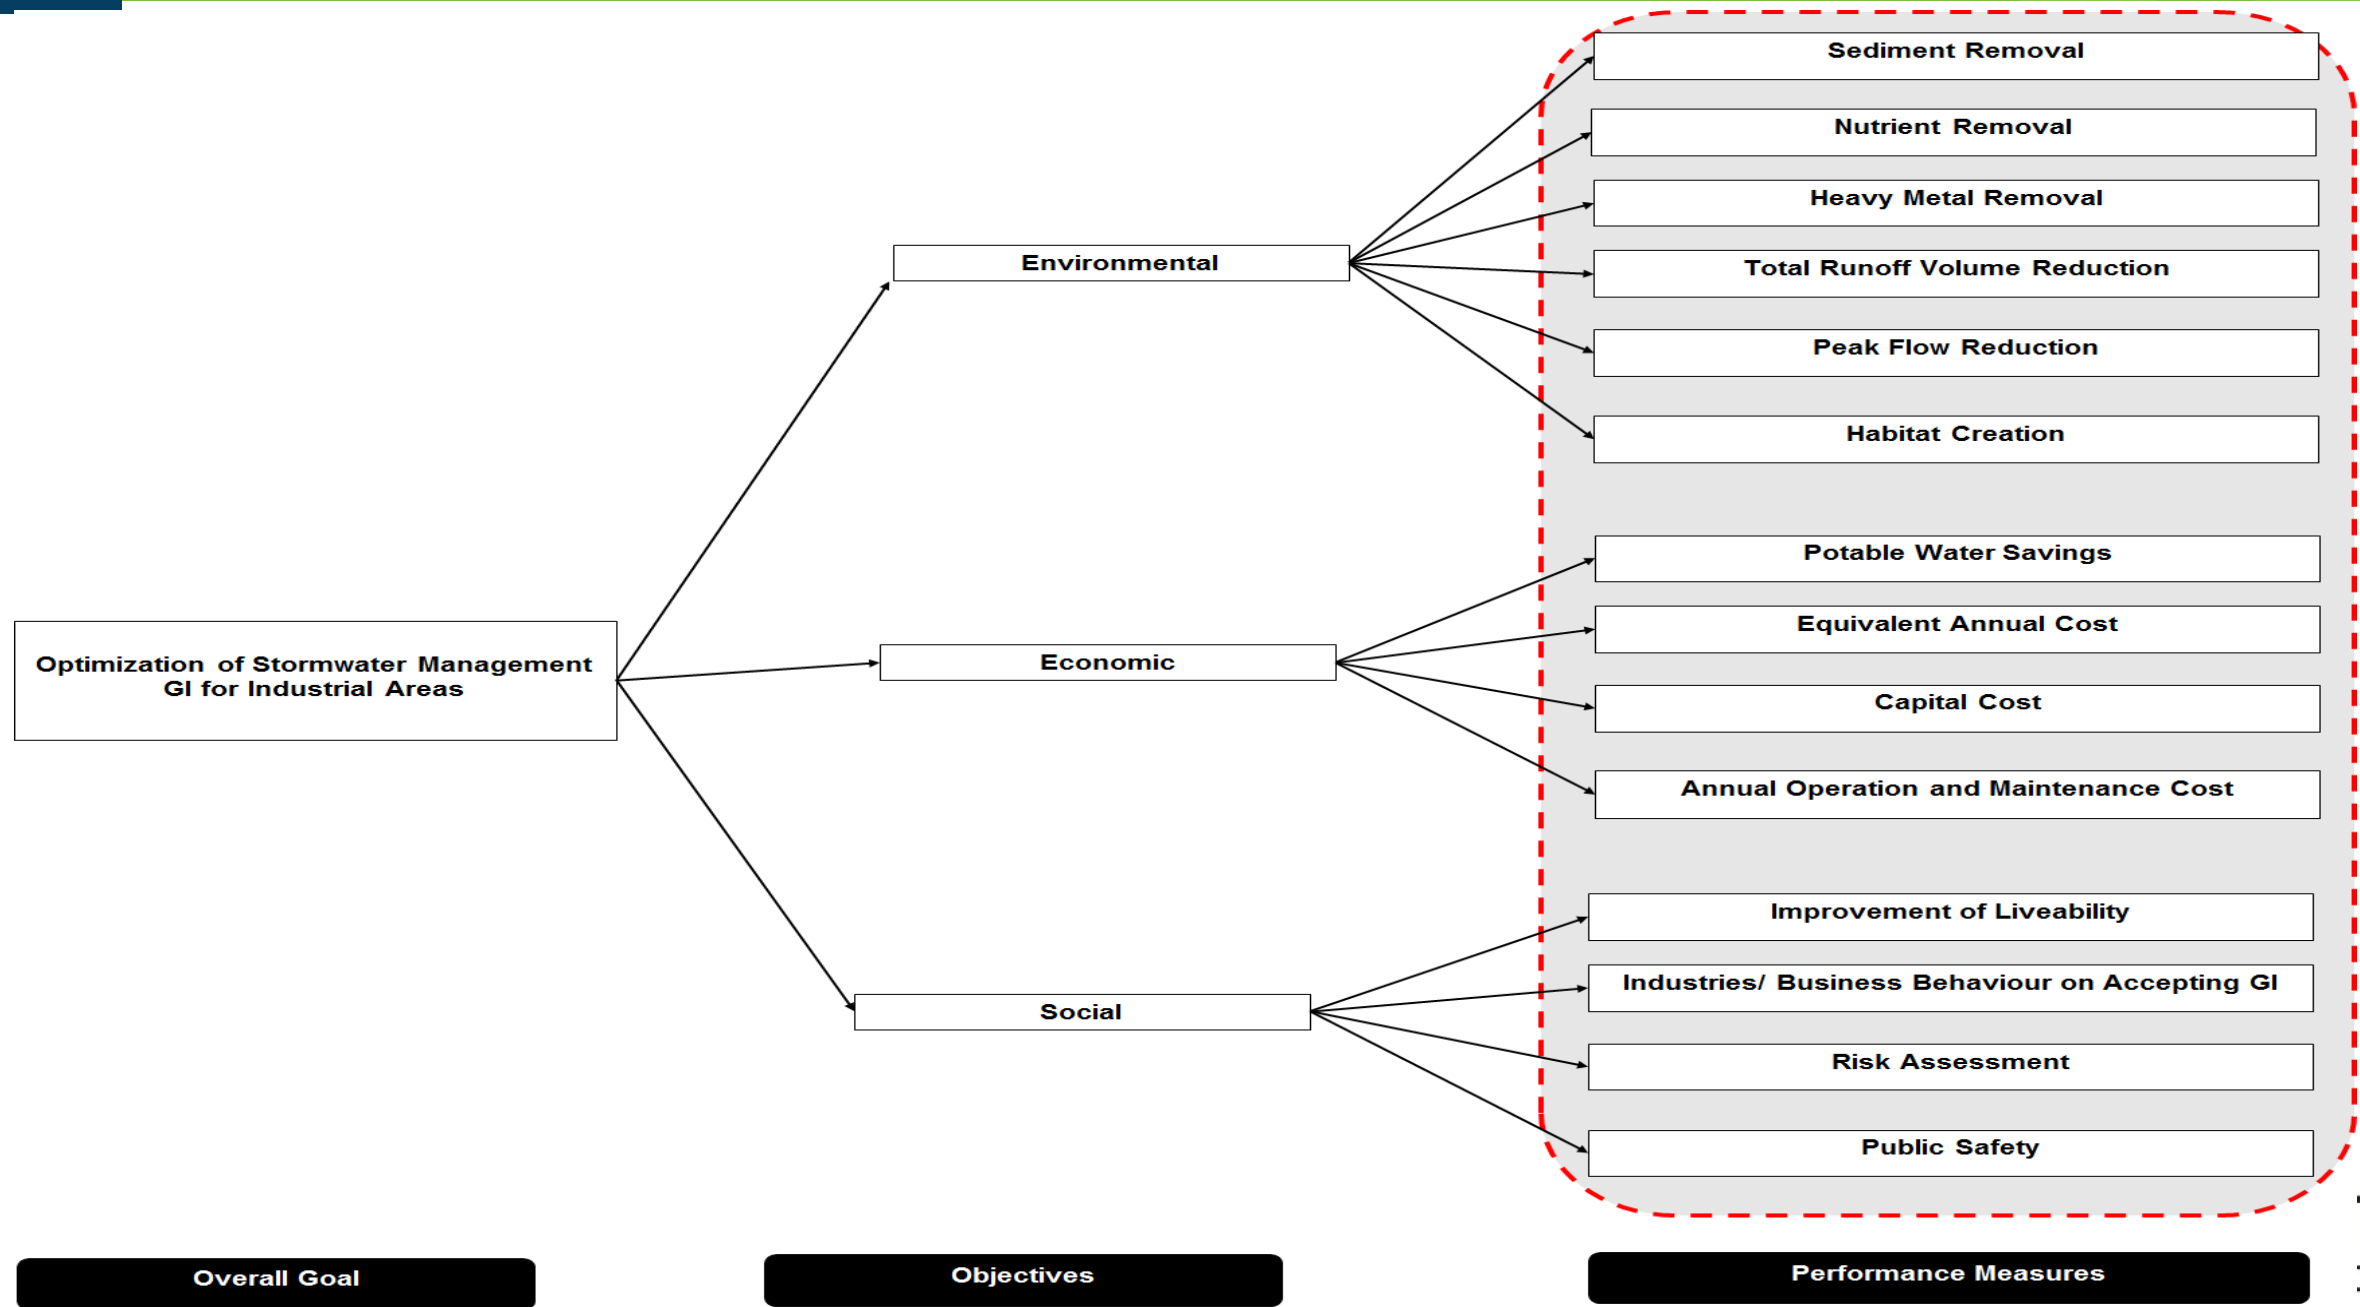 Sediment Removal
Nutrient Removal
Heavy Metal Removal
Environmental
Total Runoff Volume Reduction
Peak Flow Reduction
Habitat Creation
Potable Water Savings
Equivalent Annual Cost
Optimization of Stormwater Management
GI for Industrial Areas
Economic
Capital Cost
Annual Operation and Maintenance Cost
Improvement of Liveability
Industries/ Business Behaviour on Accepting GI
Social
Risk Assessment
Public Safety
Overall Goal
Objectives
Performance Measures